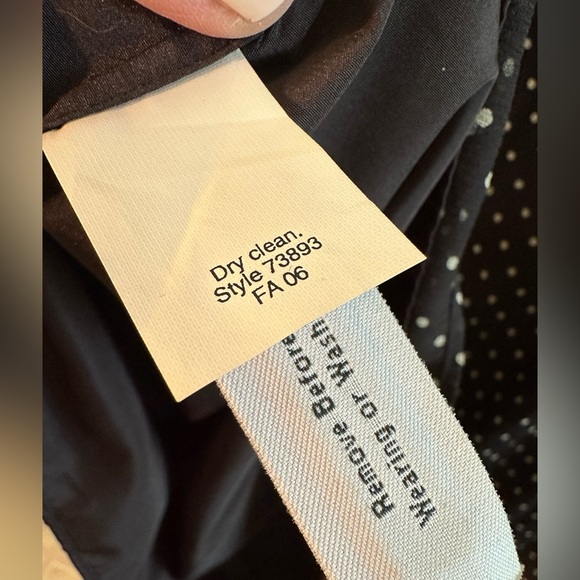 Dry clean.
Style 73893
FA 06
Remove Before
Wearing or Wash